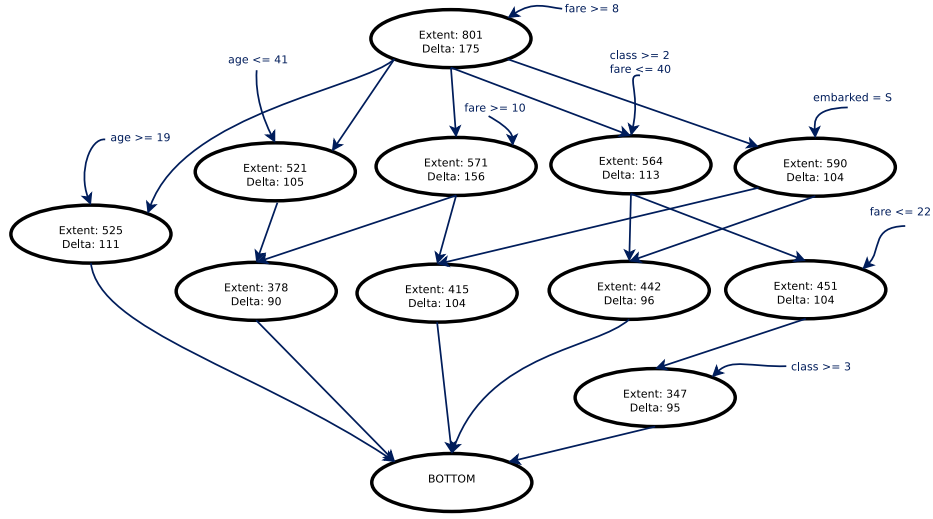 fare >= 8
Extent: 801
Delta: 175
age <= 41
class >= 2
fare <= 40
fare >= 10
embarked = S
age >= 19
Extent: 521
Delta: 105
Extent: 571
Delta: 156
Extent: 564
Delta: 113
Extent: 590
Delta: 104
fare <= 22
Extent: 525
Delta: 111
Extent: 378
Delta: 90
Extent: 415
Delta: 104
Extent: 442
Delta: 96
Extent: 451
Delta: 104
class >= 3
Extent: 347
Delta: 95
BOTTOM